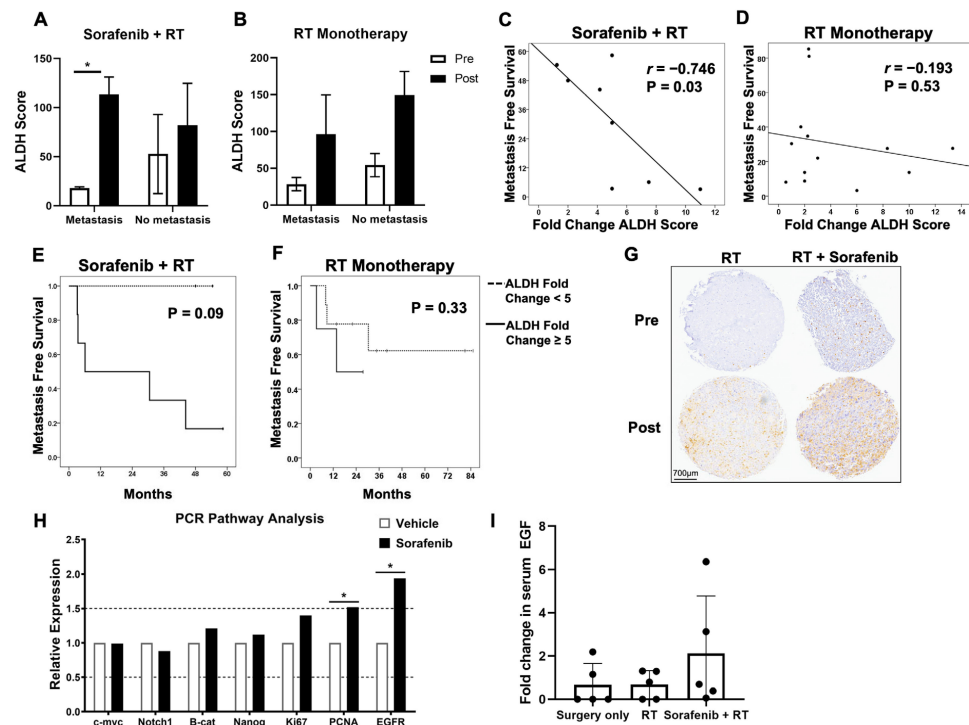 A
Sorafenib + RT
ALDH Score
150
100
50
0
*
Metastasis
No metastasis
B
RT Monotherapy
ALDH Score
200
150
100
50
0
Metastasis
No metastasis
Pre
Post
C
Sorafenib + RT
Metastasis Free Survival
60
48
36
24
12
0
r = −0.746
P = 0.03
0 2 4 6 8 10 12
Fold Change ALDH Score
D
RT Monotherapy
Metastasis Free Survival
80
60
40
20
0
r = −0.193
P = 0.53
0 2 4 6 8 10 12 14
Fold Change ALDH Score
E
Sorafenib + RT
Metastasis Free Survival
1.0
0.8
0.6
0.4
0.2
0.0
P = 0.09
0 12 24 36 48 60
Months
F
RT Monotherapy
Metastasis Free Survival
1.0
0.8
0.6
0.4
0.2
0.0
P = 0.33
0 12 24 36 48 60 72 84
Months
ALDH Fold
Change < 5
ALDH Fold
Change ≥ 5
G
RT
RT + Sorafenib
Pre
Post
700µm
H
PCR Pathway Analysis
Vehicle
Sorafenib
Relative Expression
2.5
2.0
1.5
1.0
0.5
0.0
*
*
c-myc Notch1 B-cat Nanog Ki67 PCNA EGFR
I
Fold change in serum EGF
8
6
4
2
0
Surgery only RT Sorafenib + RT